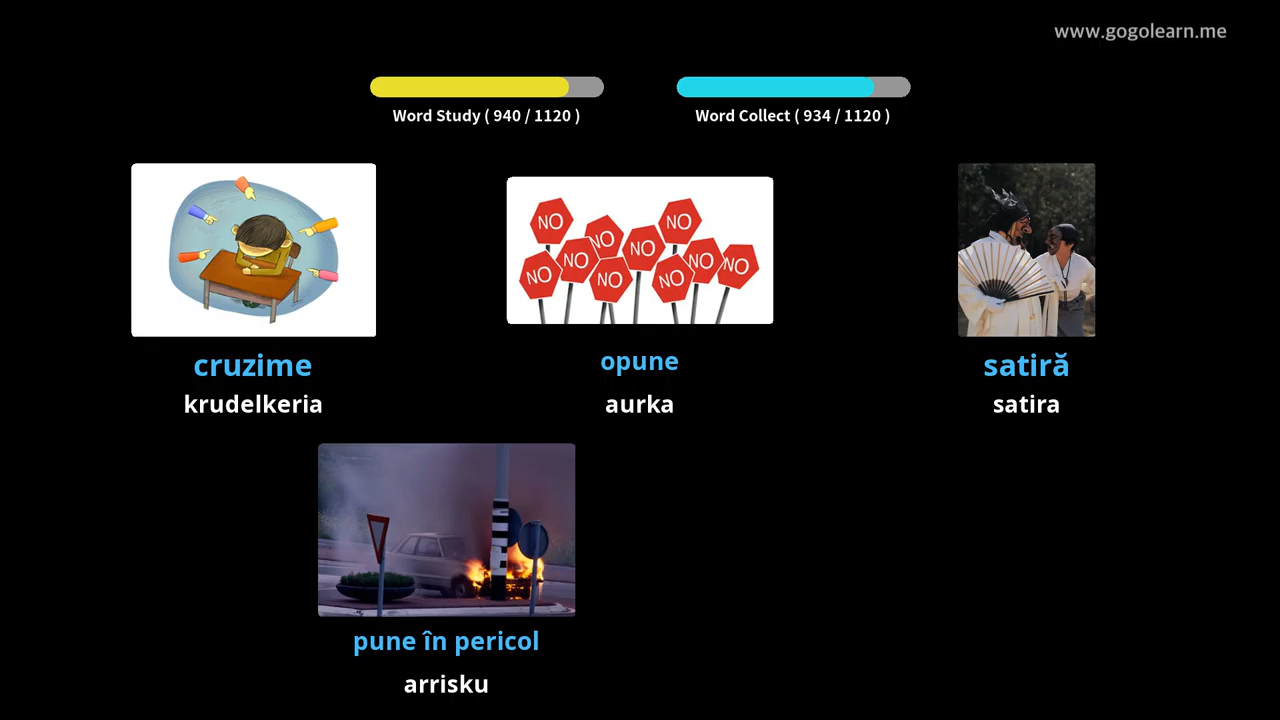 www.gogolearn.me
Word Study ( 940 / 1120 )
Word Collect ( 934 / 1120 )
NO
NO
NO
NO
NO
NO
NO
NO
NO
NO
cruzime
krudelkeria
opune
aurka
satiră
satira
pune în pericol
arrisku